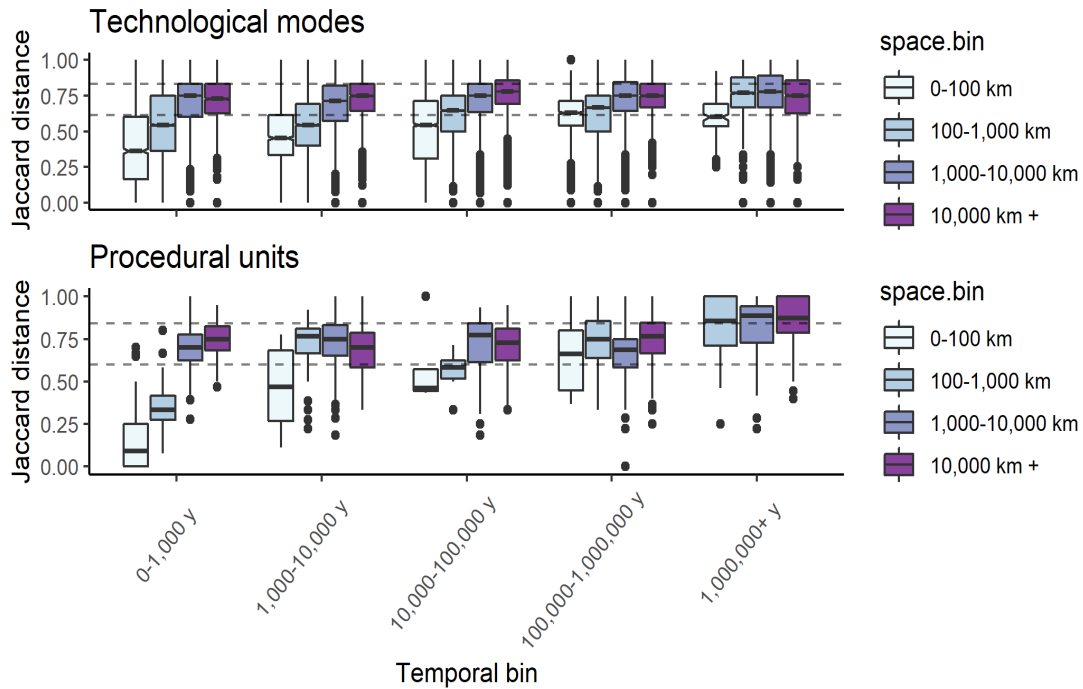 Technological modes
Jaccard distance
1.00
0.75
0.50
0.25
0.00
space.bin
0-100 km
100-1,000 km
1,000-10,000 km
10,000 km +
Procedural units
Jaccard distance
1.00
0.75
0.50
0.25
0.00
space.bin
0-100 km
100-1,000 km
1,000-10,000 km
10,000 km +
0-1,000 y
1,000-10,000 y
10,000-100,000 y
100,000-1,000,000 y
1,000,000+ y
Temporal bin